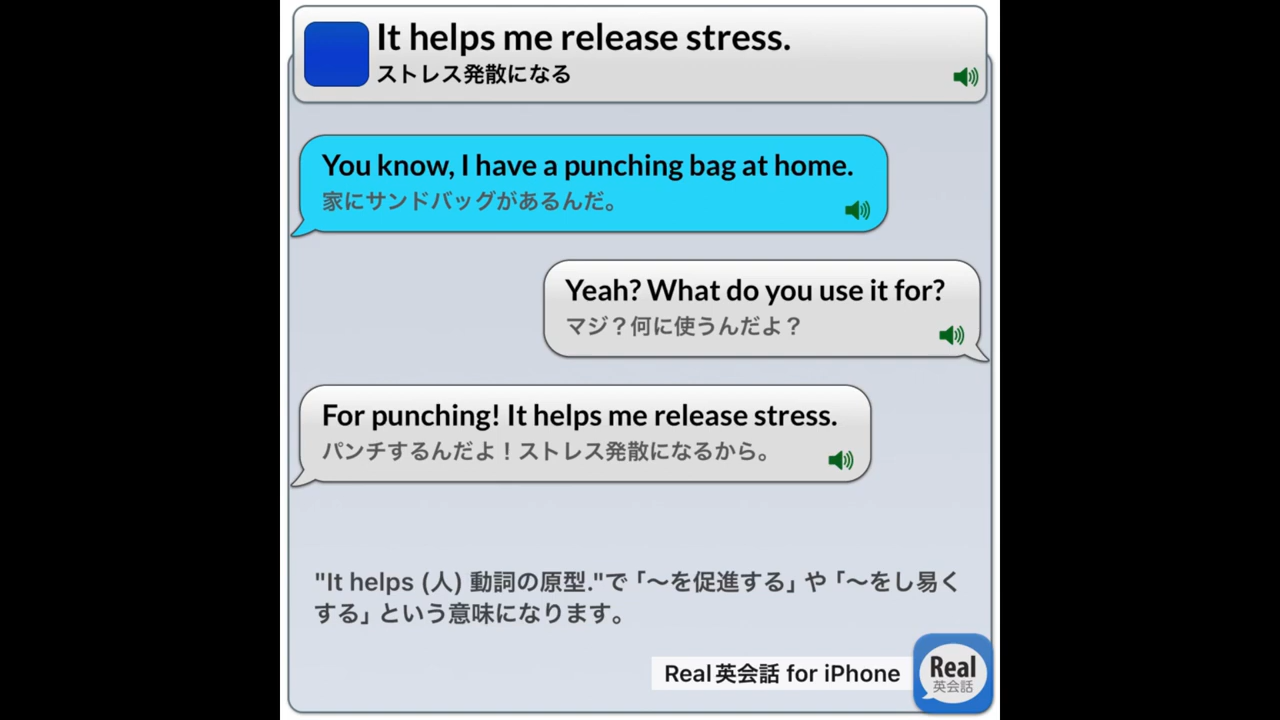 It helps me release stress.
ストレス発散になる
You know, I have a punching bag at home.
家にサンドバッグがあるんだ。
Yeah? What do you use it for?
マジ？何に使うんだよ？
For punching! It helps me release stress.
パンチするんだよ！ストレス発散になるから。
"It helps (人) 動詞の原型."で「〜を促進する」や「〜をし易く
する」という意味になります。
Real英会話 for iPhone
Real
英会話